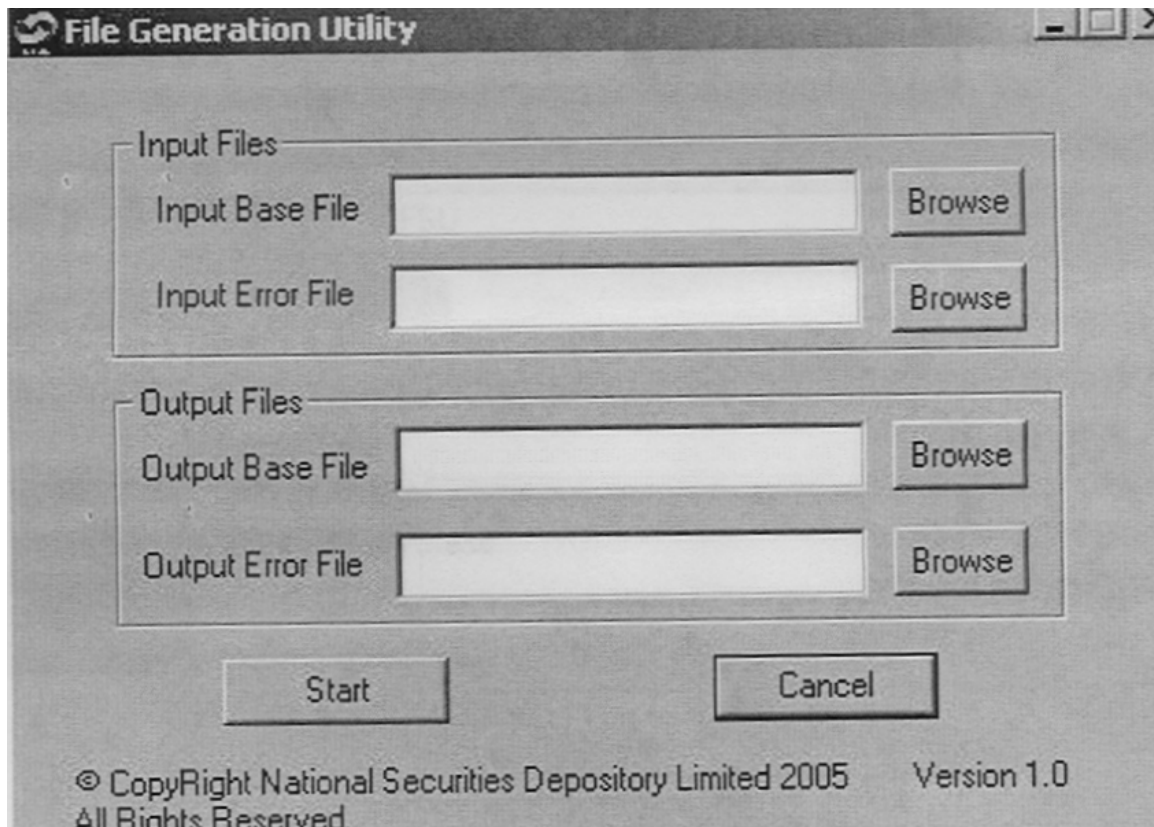 File Generation Utility
Input Files
Input Base File Browse
Input Error File Browse
Output Files
Output Base File Browse
Output Error File Browse
Start Cancel
© CopyRight National Securities Depository Limited 2005 Version 1.0
All Rights Reserved